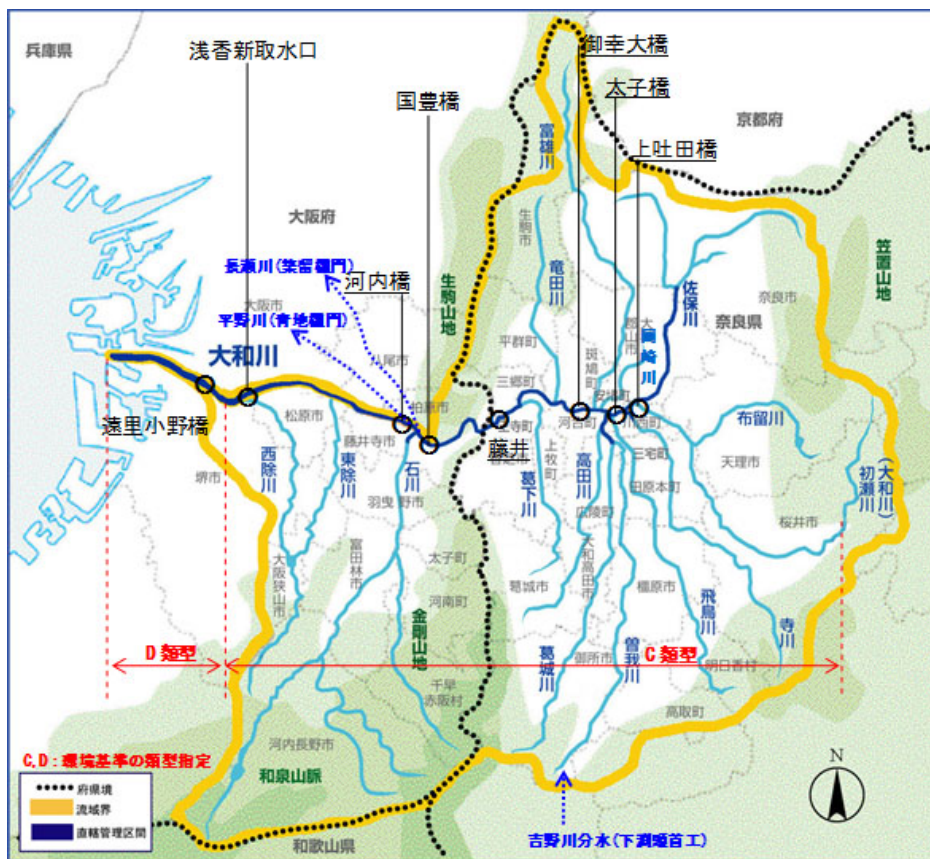 兵庫県
浅香新取水口
御幸大橋
太子橋
国豊橋
京都府
上吐田橋
富雄川
大阪府
生駒市
笠置山地
長瀬川(築留樋門)
河内橋
生駒山地
竜田川
佐保川
奈良市
大阪市
平野川(青地樋門)
大和郡山市
奈良県
岡崎川
平群町
斑鳩町
大和川
八尾市
三郷町
安堵町
柏原市
布留川
遠里小野橋
松原市
王寺町
河合町
川西町
藤井寺市
藤井
三宅町
(大和川)
初瀬川
西除川
東除川
石川
上牧町
高田川
天理市
堺市
羽曳野市
葛下川
田原本町
広陵町
桜井市
富田林市
太子町
大和高田市
大阪狭山市
葛城市
橿原市
飛鳥川
河南町
寺川
金剛山地
D類型
C類型
御所市
曽我川
葛城川
明日香村
千早
赤阪村
高取町
河内長野市
C,D:環境基準の類型指定
和泉山脈
府県境
流域界
直轄管理区間
N
和歌山県
吉野川分水(下渕頭首工)